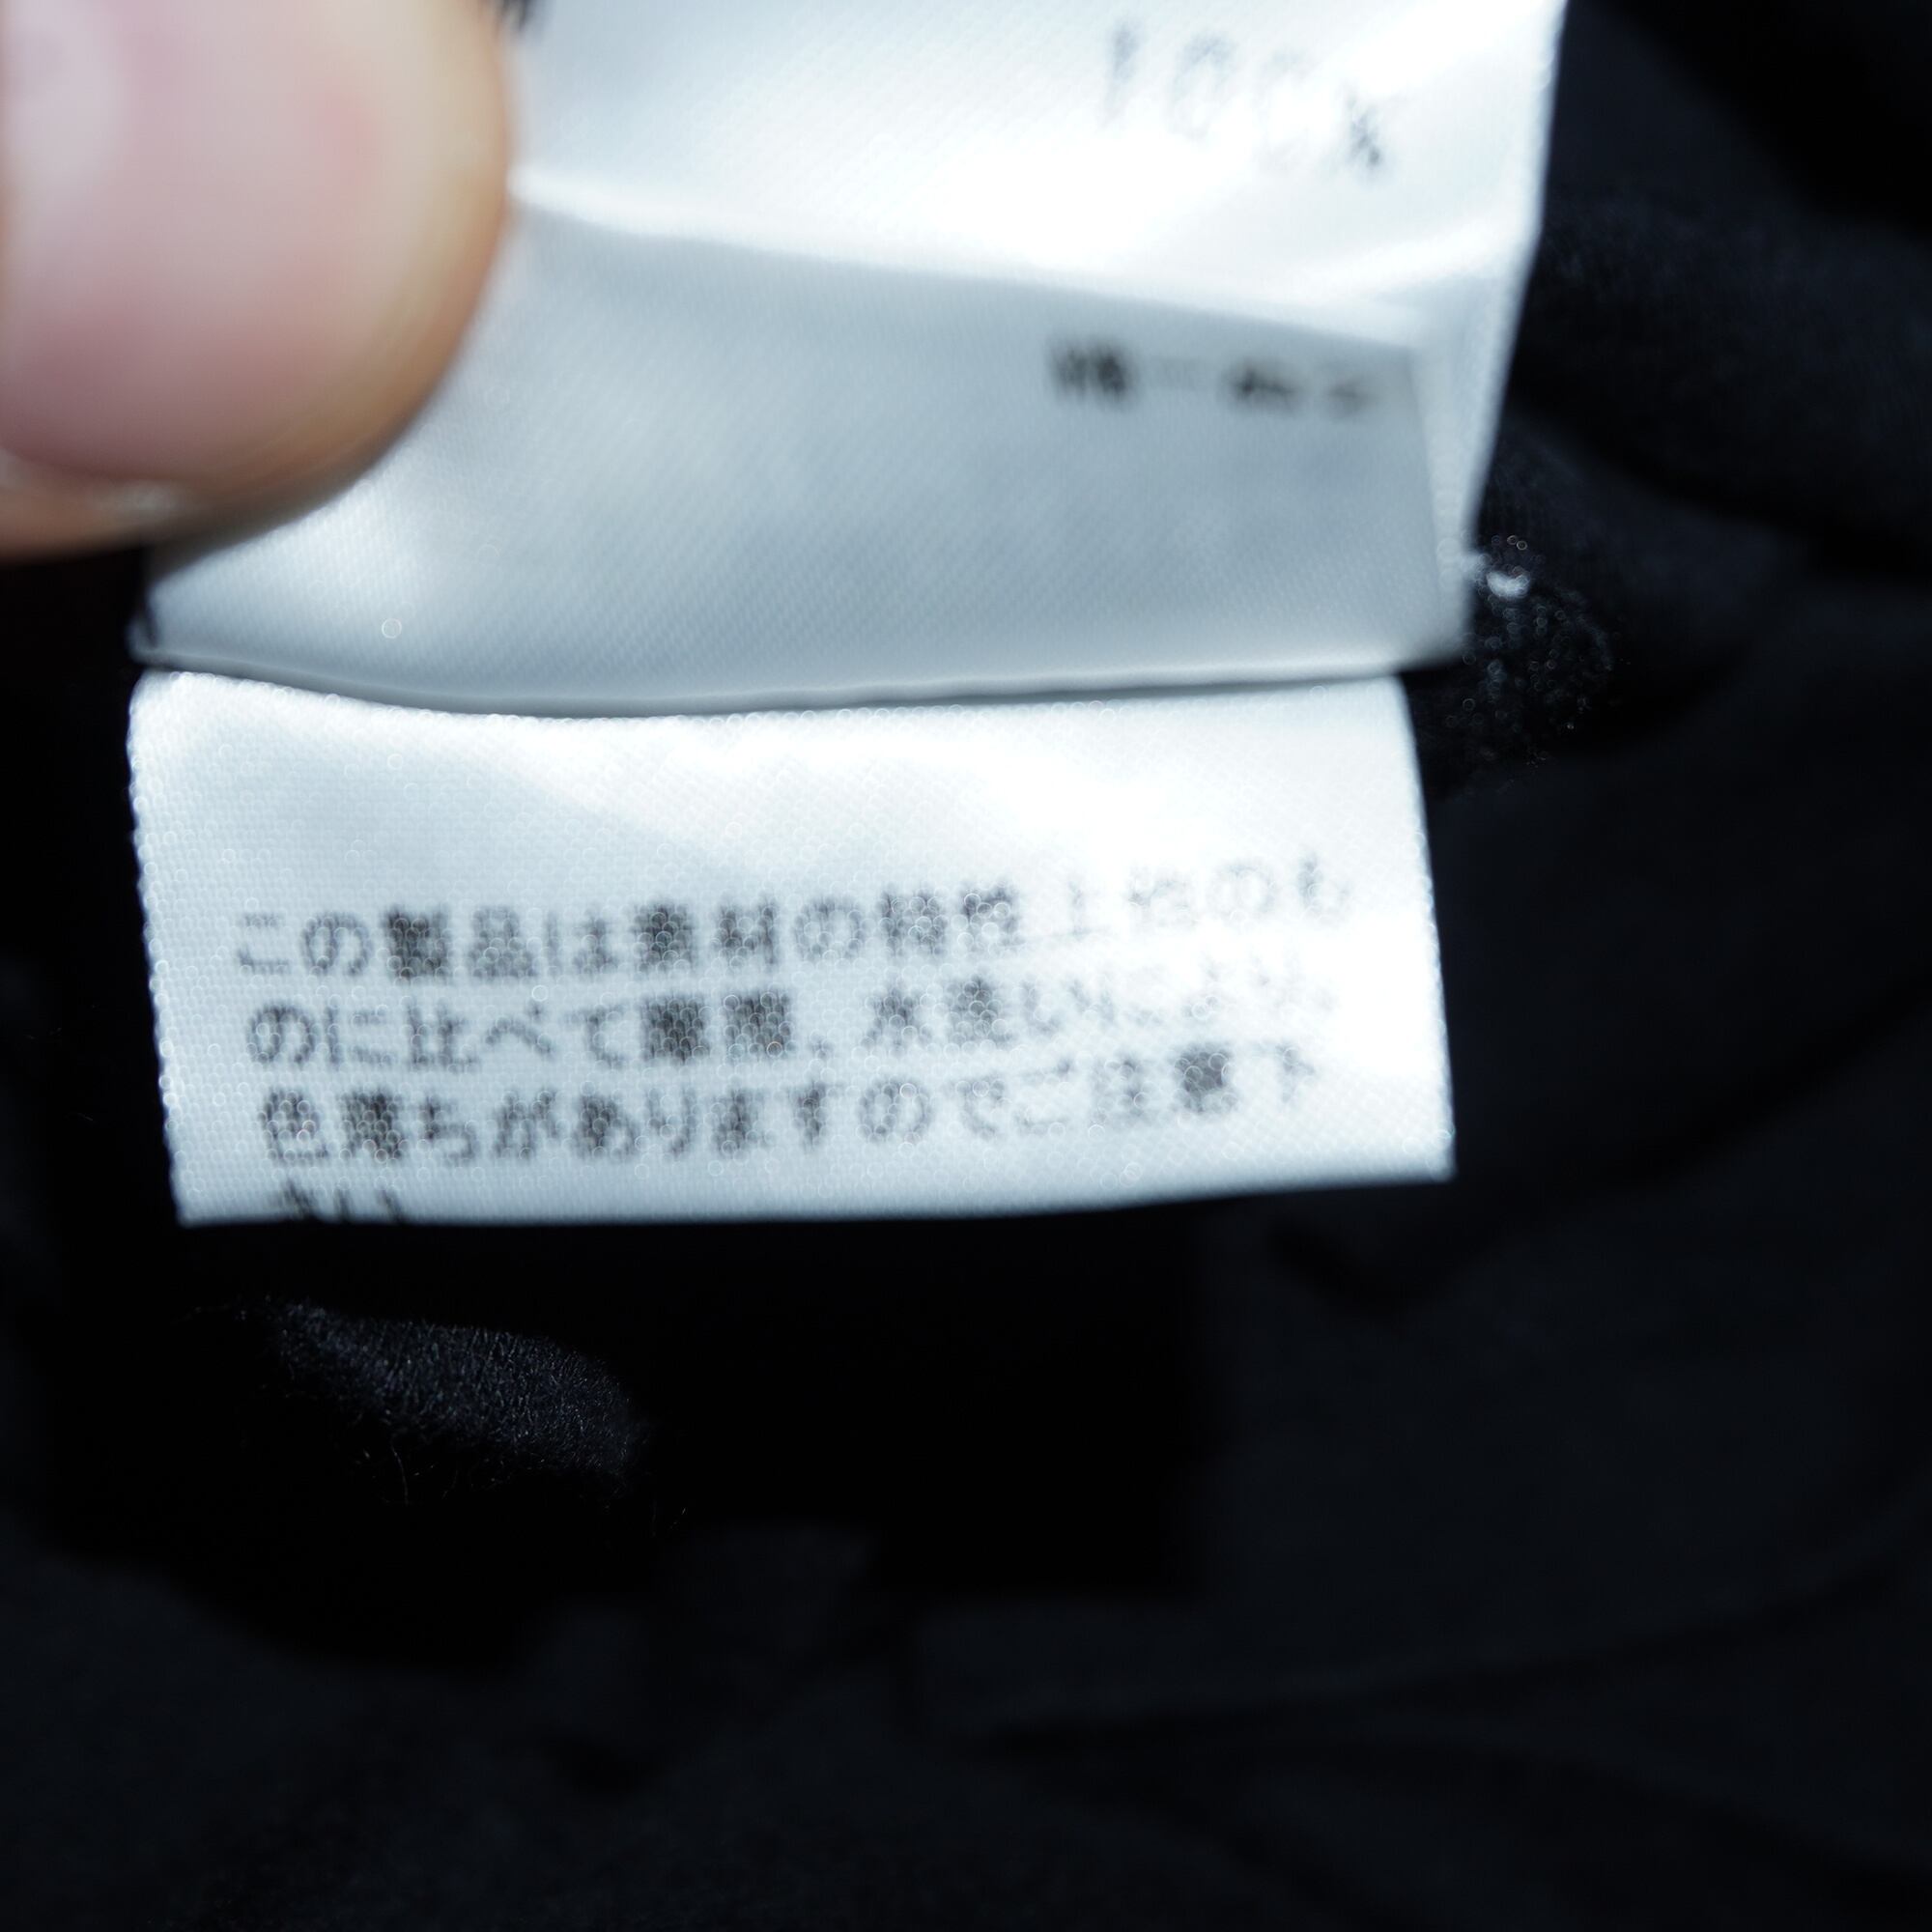 この製品は素材の特性上他のも
のに比べて摩擦、水洗いにより、
色落ちがありますのでご注意下
さい